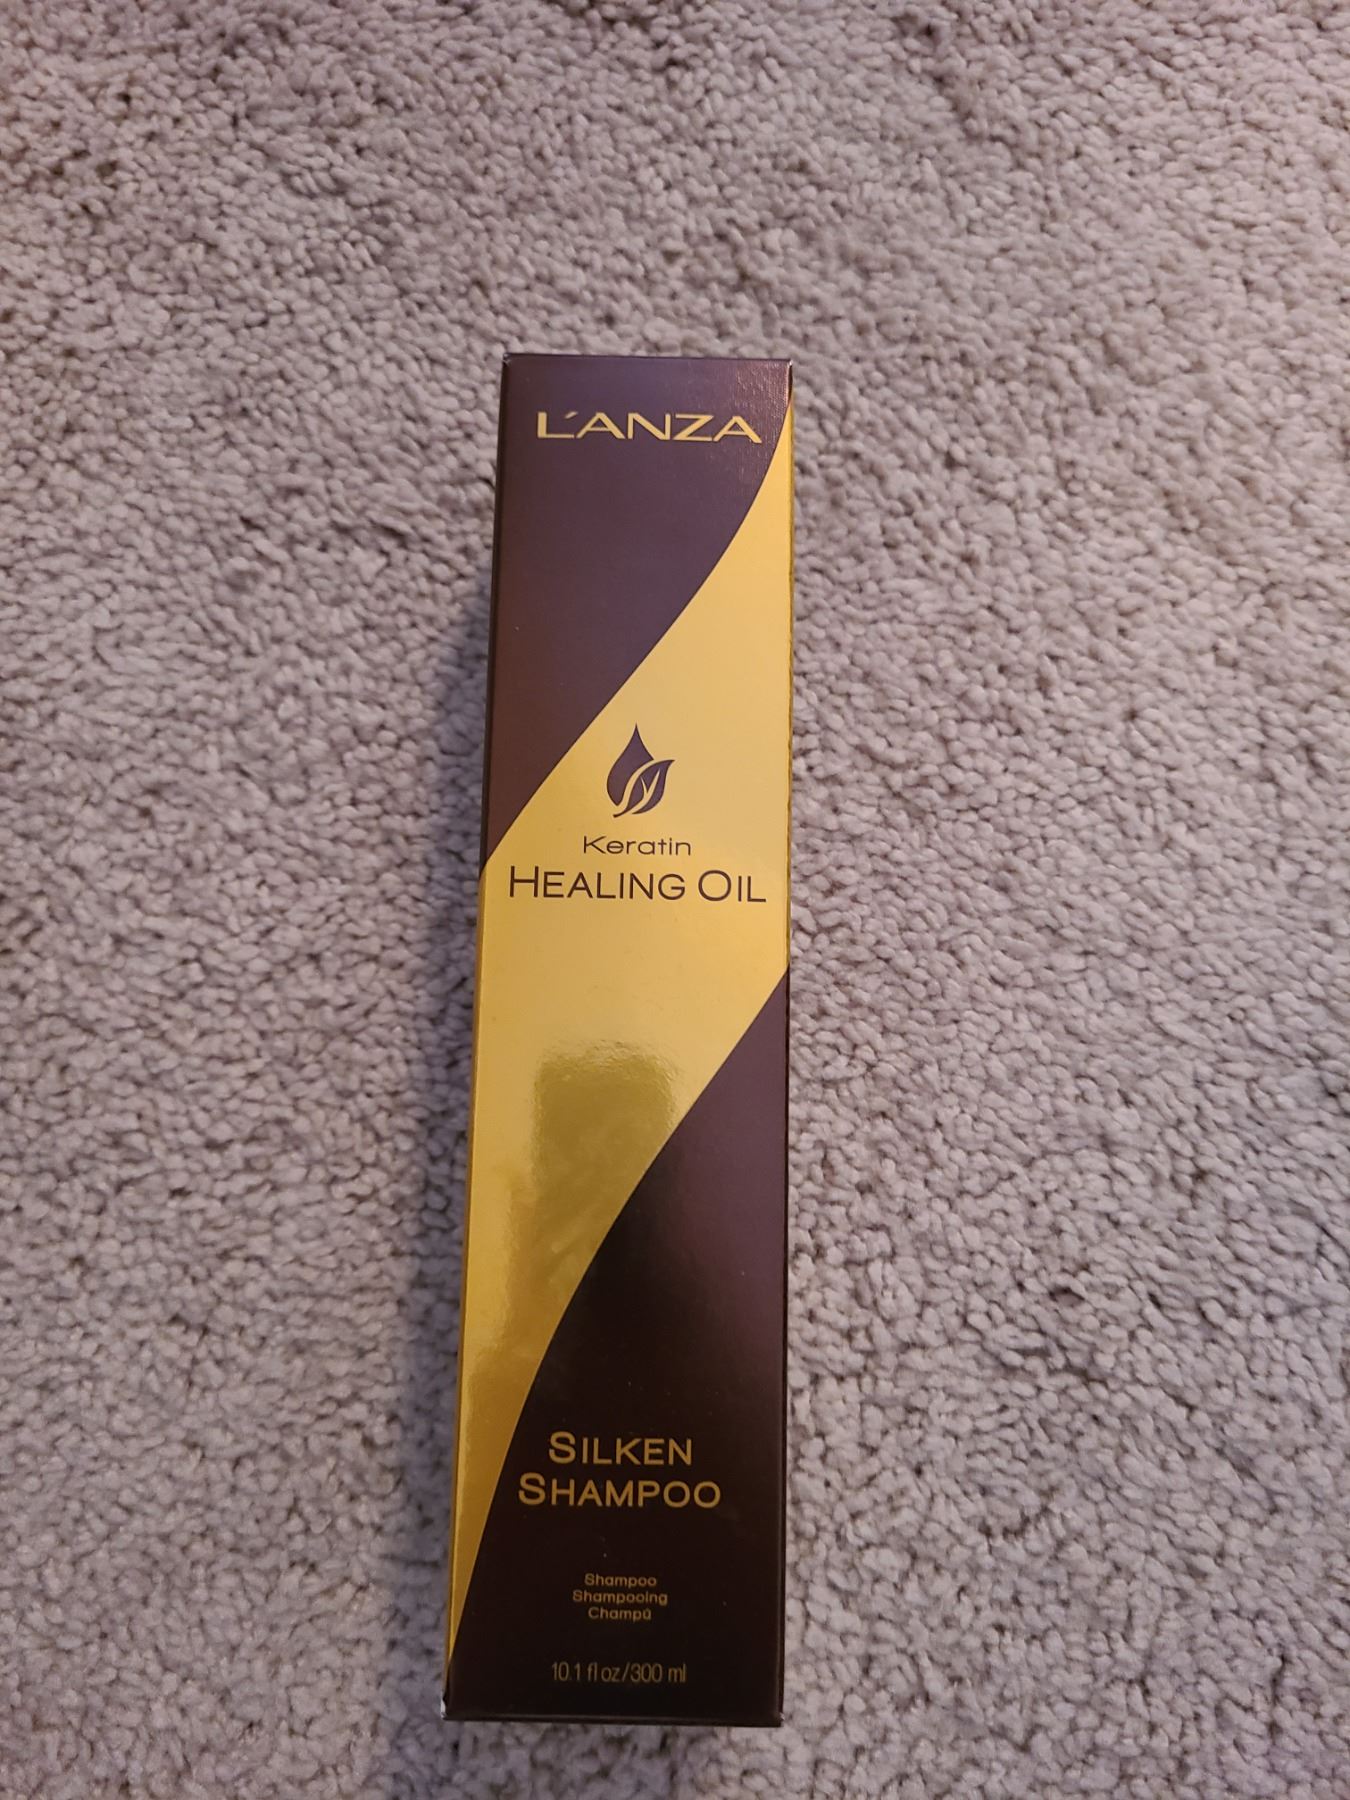 L'ANZA
Keratin
HEALING OIL
SILKEN
SHAMPOO
Shampoo
Shampooing
Champú
10.1 fl oz/300 ml